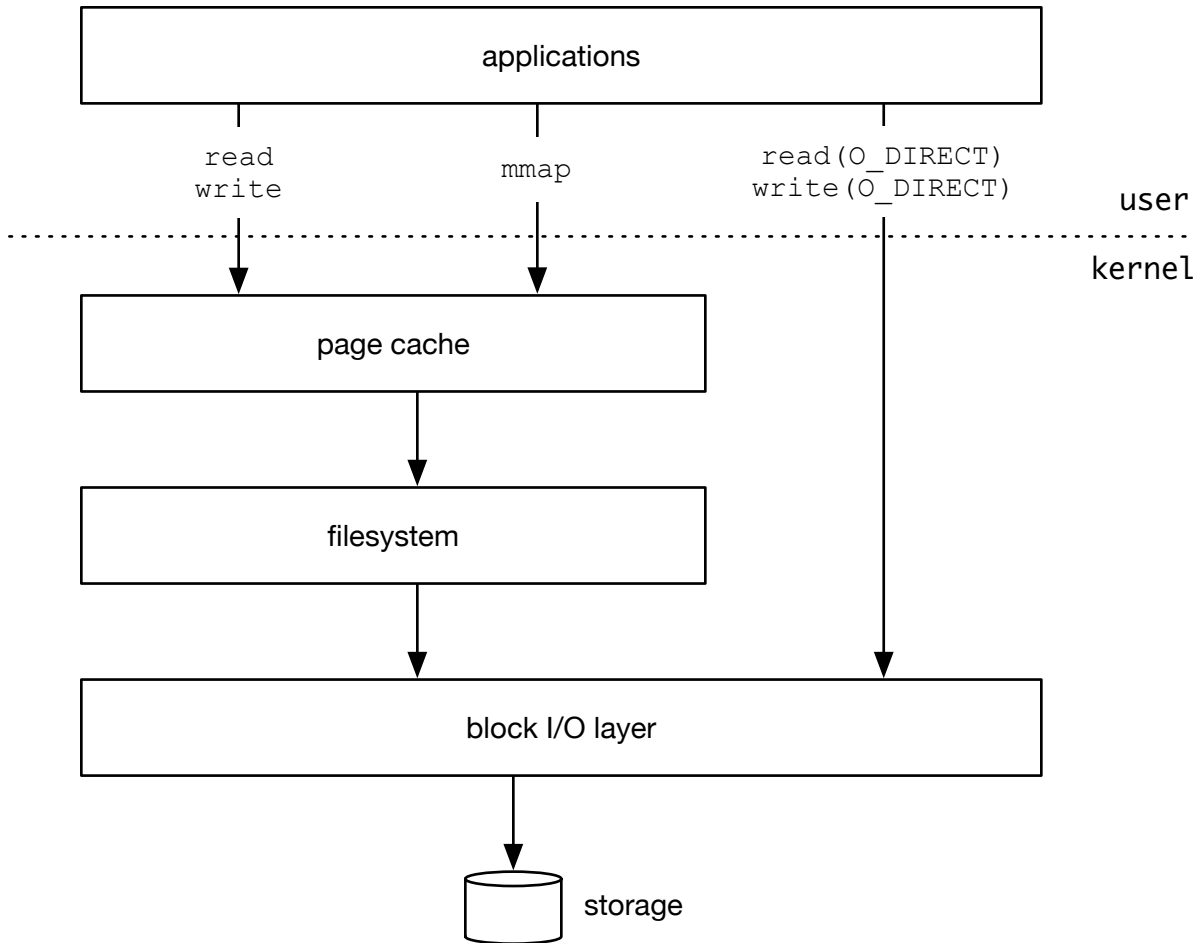 applications
read
write
mmap
read(O_DIRECT)
write(O_DIRECT)
user
kernel
page cache
filesystem
block I/O layer
storage